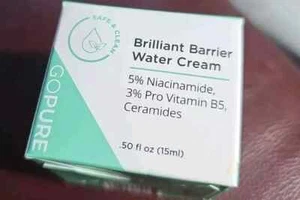 SAFE & CLEAN
GOPURE
Brilliant Barrier
Water Cream
5% Niacinamide,
3% Pro Vitamin B5,
Ceramides
.50 fl oz (15ml)